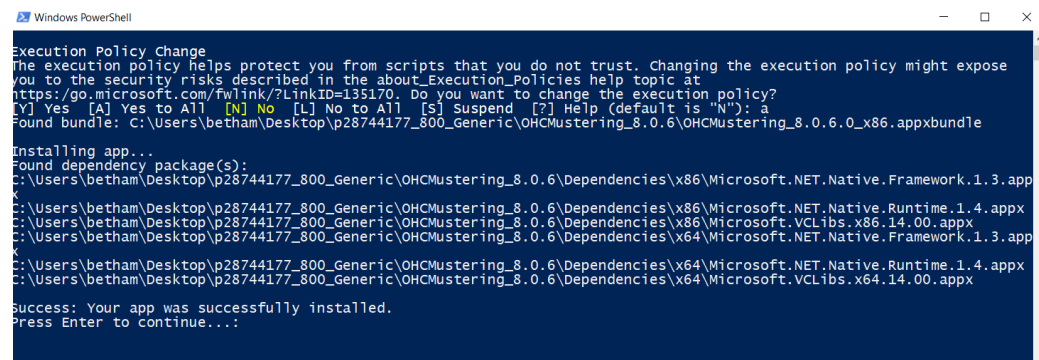 Windows PowerShell
Execution Policy Change
The execution policy helps protect you from scripts that you do not trust. Changing the execution policy might expose
you to the security risks described in the about_Execution_Policies help topic at
https:/go.microsoft.com/fwlink/?LinkID=135170. Do you want to change the execution policy?
[Y] Yes  [A] Yes to All  [N] No  [L] No to All  [S] Suspend  [?] Help (default is "N"): a
Found bundle: C:\Users\betham\Desktop\p28744177_800_Generic\OHCMustering_8.0.6\OHCMustering_8.0.6.0_x86.appxbundle
Installing app...
Found dependency package(s):
C:\Users\betham\Desktop\p28744177_800_Generic\OHCMustering_8.0.6\Dependencies\x86\Microsoft.NET.Native.Framework.1.3.app
x
C:\Users\betham\Desktop\p28744177_800_Generic\OHCMustering_8.0.6\Dependencies\x86\Microsoft.NET.Native.Runtime.1.4.appx
C:\Users\betham\Desktop\p28744177_800_Generic\OHCMustering_8.0.6\Dependencies\x86\Microsoft.VCLibs.x86.14.00.appx
C:\Users\betham\Desktop\p28744177_800_Generic\OHCMustering_8.0.6\Dependencies\x64\Microsoft.NET.Native.Framework.1.3.app
x
C:\Users\betham\Desktop\p28744177_800_Generic\OHCMustering_8.0.6\Dependencies\x64\Microsoft.NET.Native.Runtime.1.4.appx
C:\Users\betham\Desktop\p28744177_800_Generic\OHCMustering_8.0.6\Dependencies\x64\Microsoft.VCLibs.x64.14.00.appx
Success: Your app was successfully installed.
Press Enter to continue...: